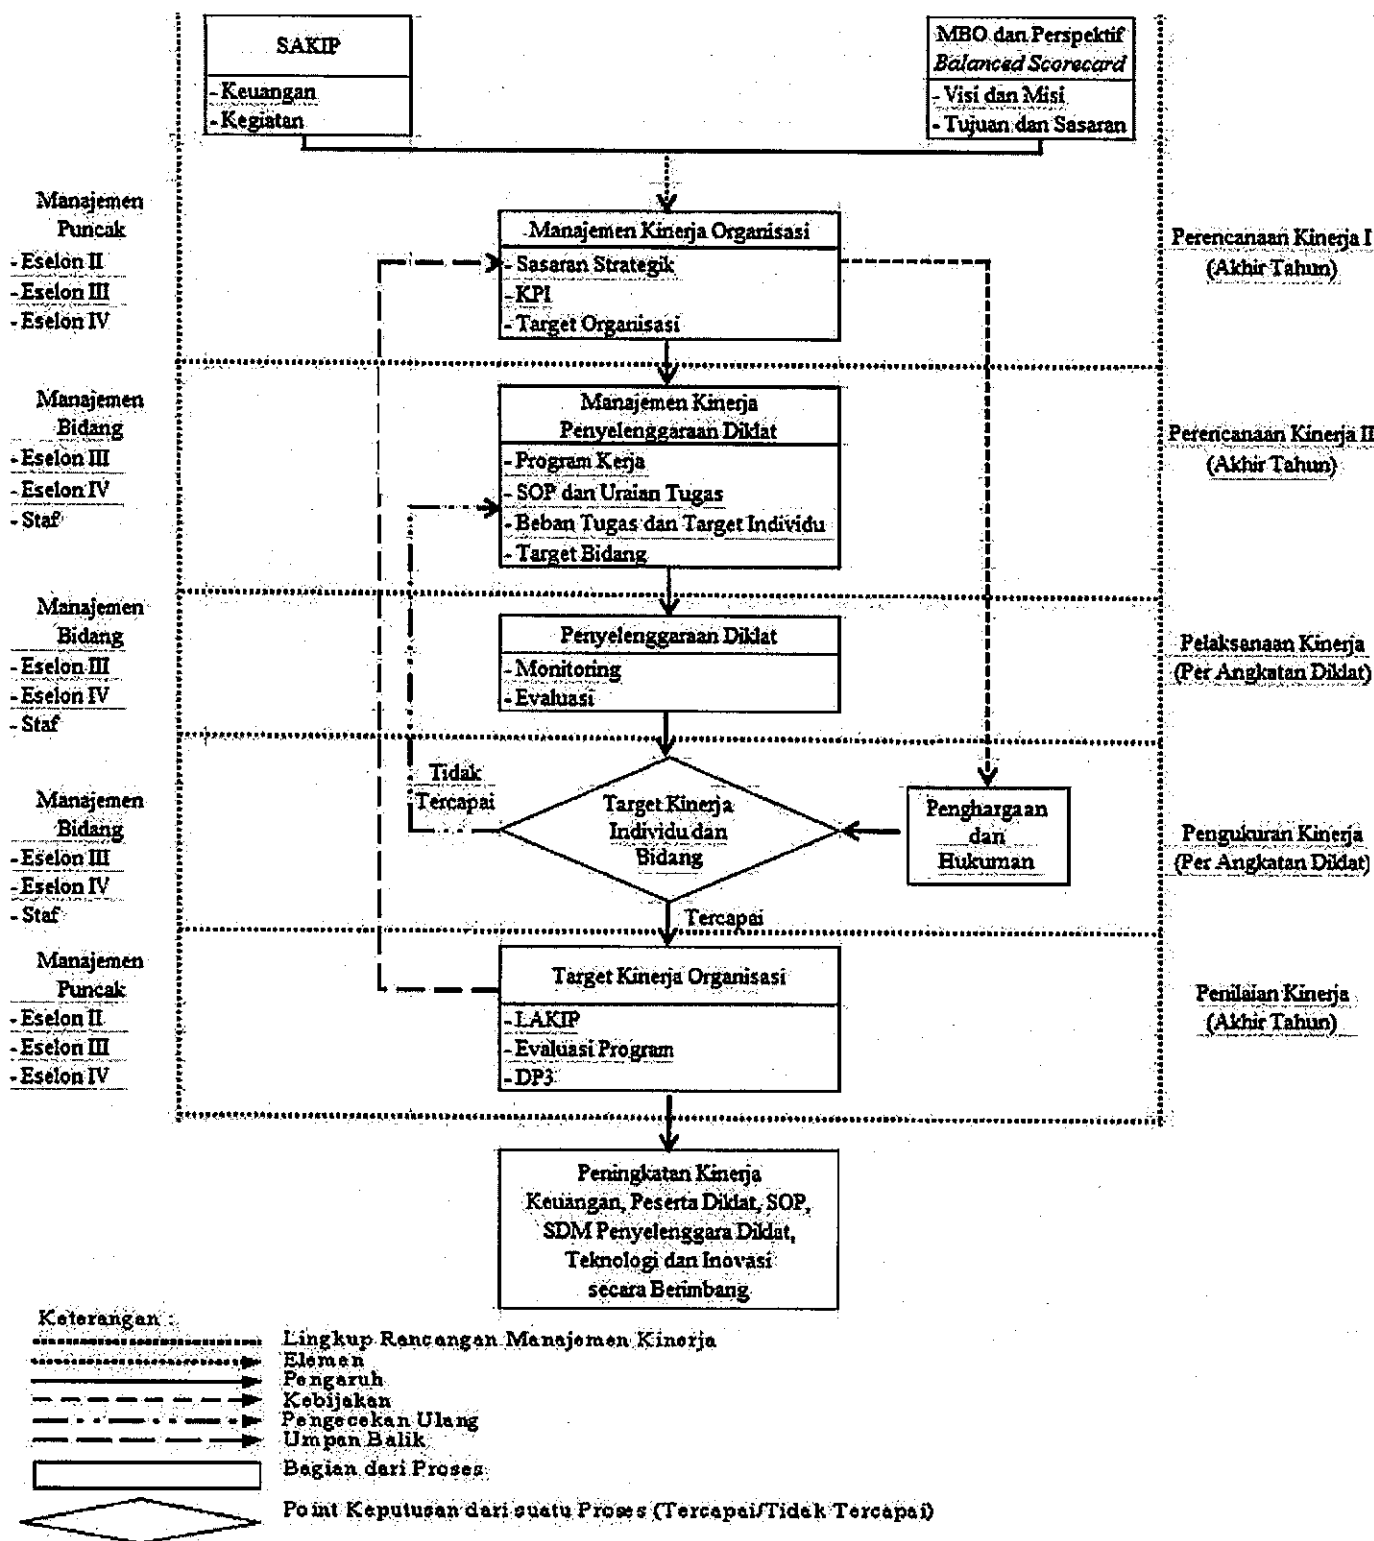 SAKIP
- Keuangan
- Kegiatan
MBO dan Perspektif
Balanced Scorecard
- Visi dan Misi
- Tujuan dan Sasaran
Manajemen
Puncak
- Eselon II
- Eselon III
- Eselon IV
Manajemen Kinerja Organisasi
- Sasaran Strategik
- KPI
- Target Organisasi
Perencanaan Kinerja I
(Akhir Tahun)
Manajemen
Bidang
- Eselon III
- Eselon IV
- Staf
Manajemen Kinerja
Penyelenggaraan Diklat
- Program Kerja
- SOP dan Uraian Tugas
- Beban Tugas dan Target Individu
- Target Bidang
Perencanaan Kinerja II
(Akhir Tahun)
Manajemen
Bidang
- Eselon III
- Eselon IV
- Staf
Penyelenggaraan Diklat
- Monitoring
- Evaluasi
Pelaksanaan Kinerja
(Per Angkatan Diklat)
Manajemen
Bidang
- Eselon III
- Eselon IV
- Staf
Tidak
Tercapai
Target Kinerja
Individu dan
Bidang
Tercapai
Penghargaan
dan
Hukuman
Pengukuran Kinerja
(Per Angkatan Diklat)
Manajemen
Puncak
- Eselon II
- Eselon III
- Eselon IV
Target Kinerja Organisasi
- LAKIP
- Evaluasi Program
- DP3
Penilaian Kinerja
(Akhir Tahun)
Peningkatan Kinerja
Keuangan, Peserta Diklat, SOP,
SDM Penyelenggara Diklat,
Teknologi dan Inovasi
secara Berimbang
Keterangan :
Lingkup Rancangan Manajemen Kinerja
Elemen
Pengaruh
Kebijakan
Pengecekan Ulang
Umpan Balik
Bagian dari Proses
Point Keputusan dari suatu Proses (Tercapai/Tidak Tercapai)